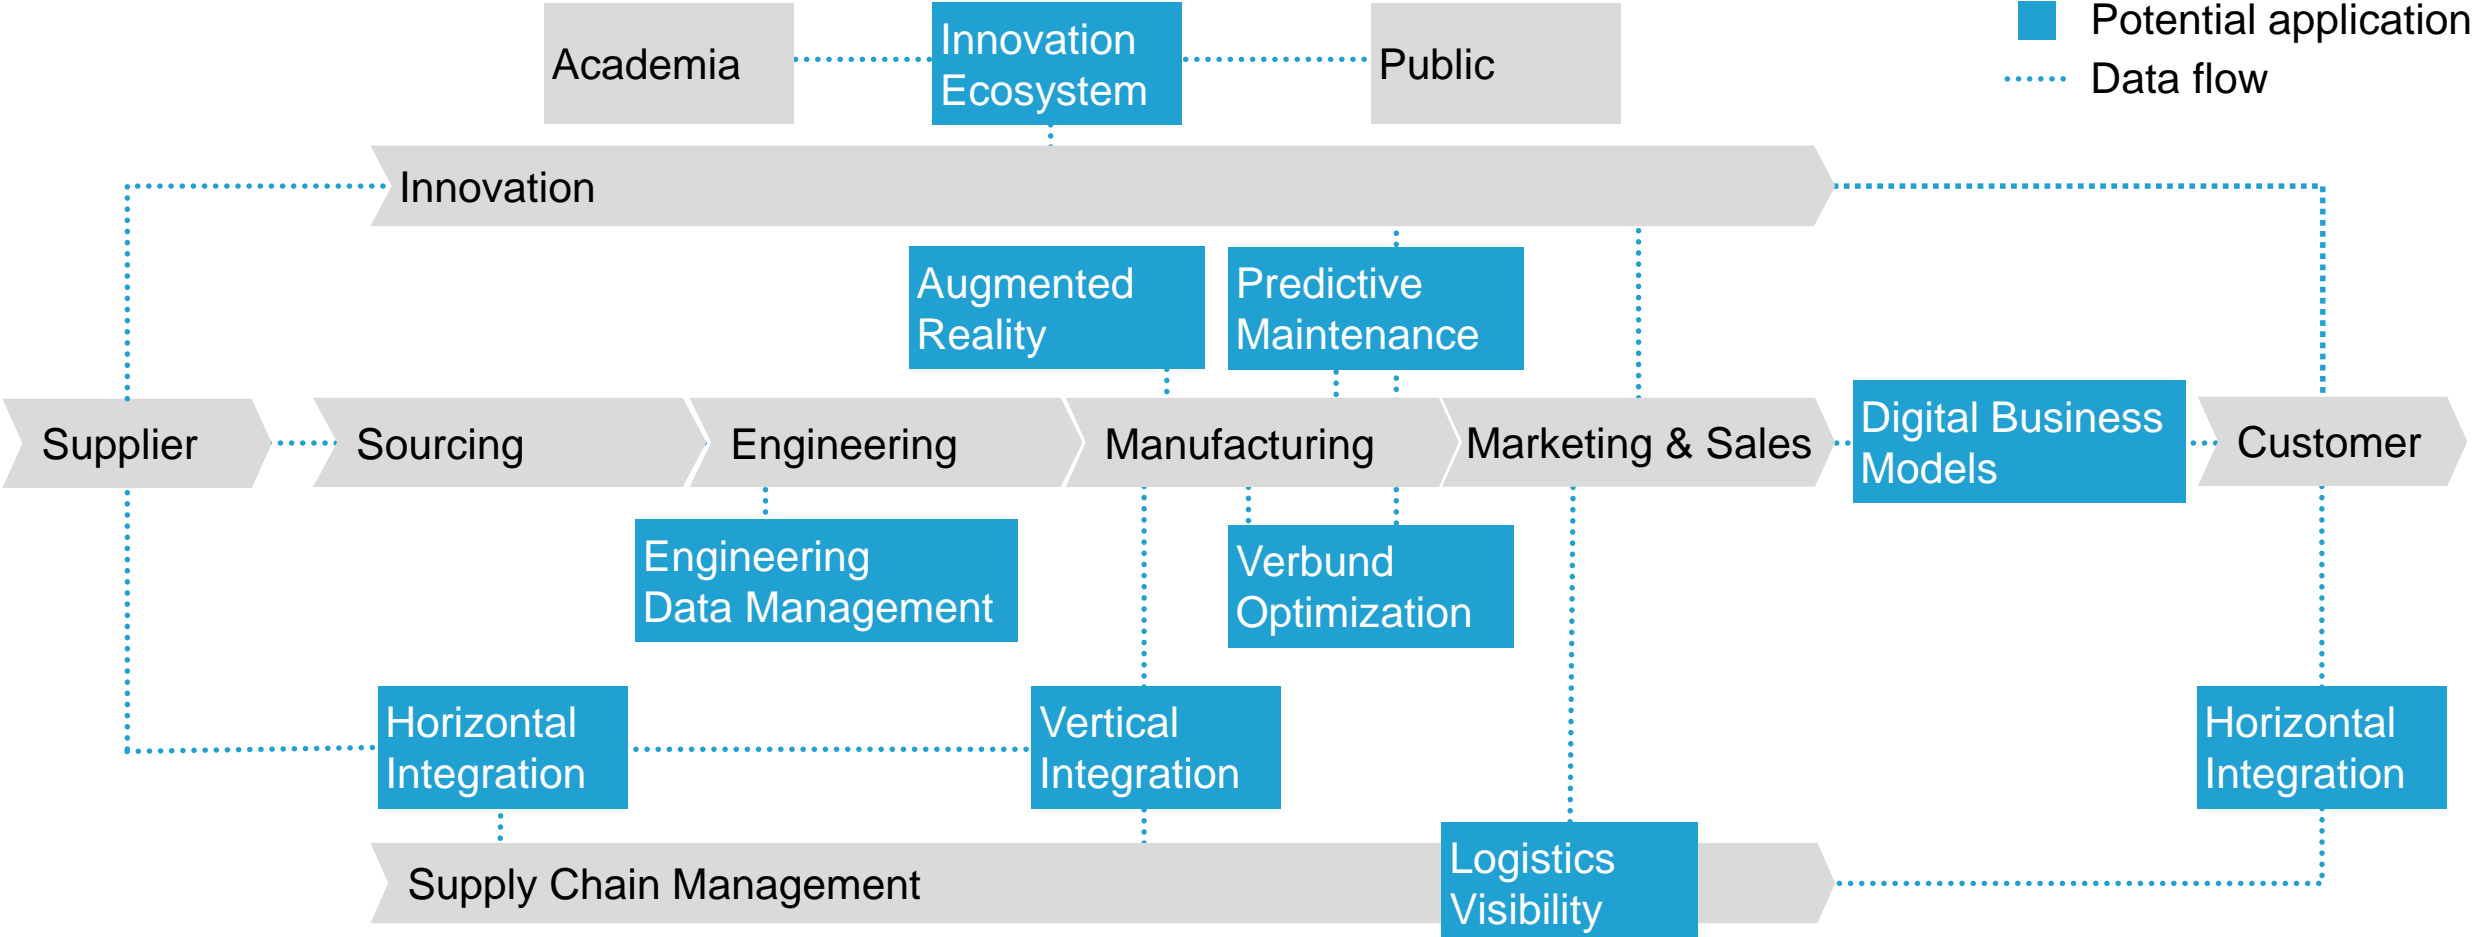 Potential application
Data flow
Academia
Innovation
Ecosystem
Public
Innovation
Augmented
Reality
Predictive
Maintenance
Supplier
Sourcing
Engineering
Manufacturing
Marketing & Sales
Digital Business
Models
Customer
Engineering
Data Management
Verbund
Optimization
Horizontal
Integration
Vertical
Integration
Horizontal
Integration
Supply Chain Management
Logistics
Visibility